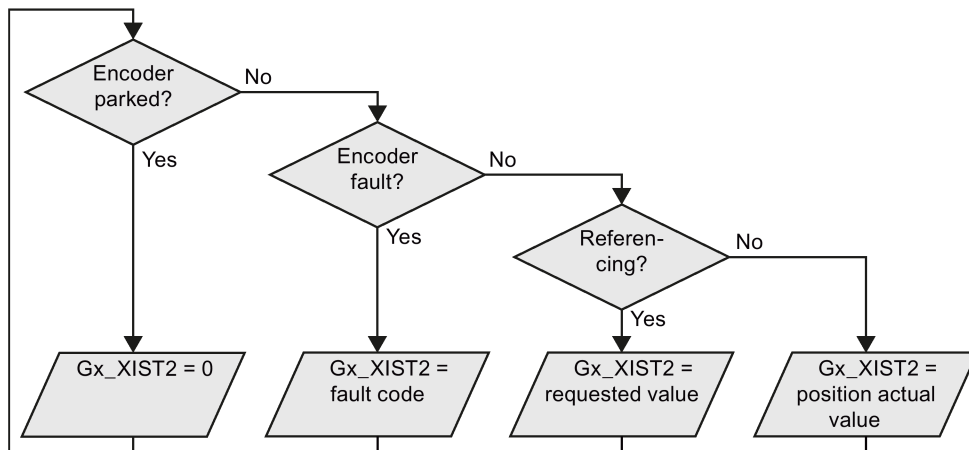 Encoder
parked?
No
Yes
Encoder
fault?
No
Yes
Referen-
cing?
No
Yes
Gx_XIST2 = 0
Gx_XIST2 =
fault code
Gx_XIST2 =
requested value
Gx_XIST2 =
position actual
value